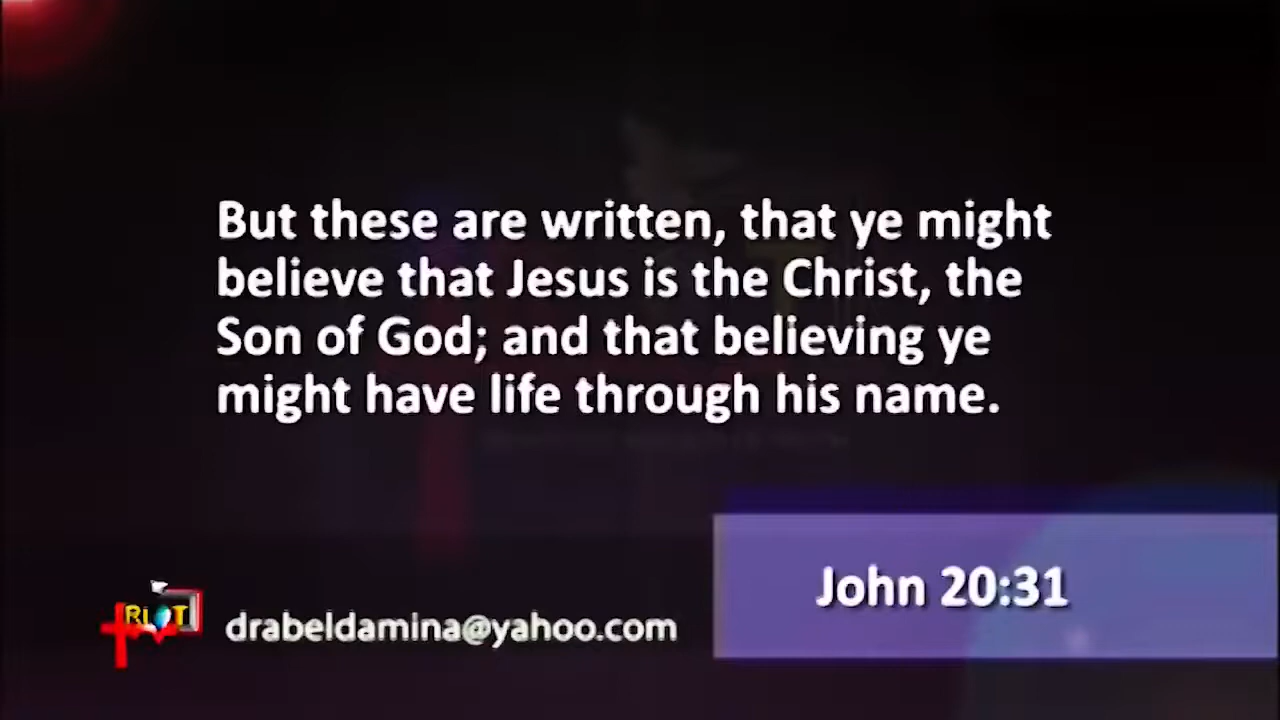 But these are written, that ye might
believe that Jesus is the Christ, the
Son of God; and that believing ye
might have life through his name.
John 20:31
RIOT
drabeldamina@yahoo.com